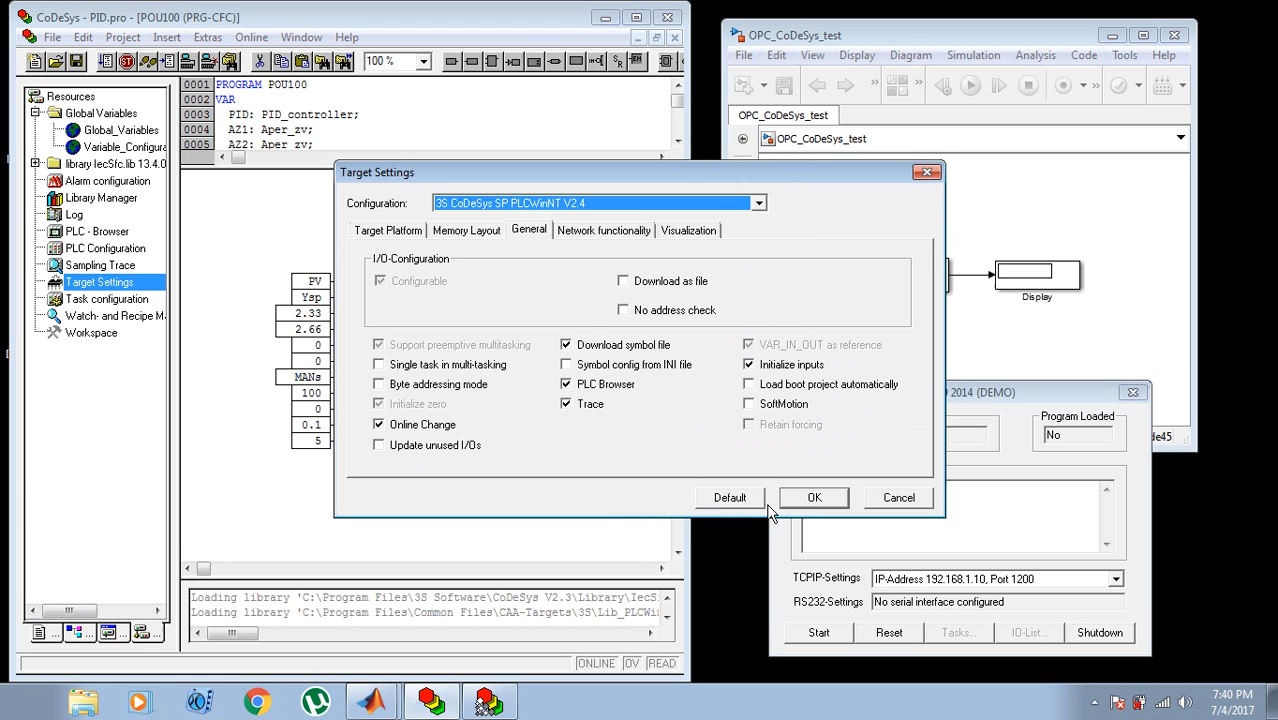 CoDeSys - PID.pro - [POU100 (PRG-CFC)]
File Edit Project Insert Extras Online Window Help
100 %
Resources
Global Variables
Global_Variables
Variable_Configura
library IecSfc.lib 13.4.0
Alarm configuration
Library Manager
Log
PLC - Browser
PLC Configuration
Sampling Trace
Target Settings
Task configuration
Watch- and Recipe M
Workspace
0001 PROGRAM POU100
0002 VAR
0003 PID: PID_controller;
0004 AZ1: Aper_zv;
0005 AZ2: Aper_zv;
PV
Ysp
2.33
2.66
0
0
MANs
100
0
0.1
5
Loading library 'C:\Program Files\3S Software\CoDeSys V2.3\Library\IecS
Loading library 'C:\Program Files\Common Files\CAA-Targets\3S\Lib_PLCWi
ONLINE OV READ
OPC_CoDeSys_test
File Edit View Display Diagram Simulation Analysis Code Tools Help
OPC_CoDeSys_test
OPC_CoDeSys_test
Display
de45
Target Settings
Configuration: 3S CoDeSys SP PLCWinNT V2.4
Target Platform Memory Layout General Network functionality Visualization
I/O-Configuration
Configurable Download as file
No address check
Support preemptive multitasking Download symbol file VAR_IN_OUT as reference
Single task in multi-tasking Symbol config from INI file Initialize inputs
Byte addressing mode PLC Browser Load boot project automatically
Initialize zero Trace SoftMotion
Online Change Retain forcing
Update unused I/Os
Default OK Cancel
2014 (DEMO)
Program Loaded
No
TCPIP-Settings IP-Address 192.168.1.10, Port 1200
RS232-Settings No serial interface configured
Start Reset Tasks... IO-List... Shutdown
7:40 PM
7/4/2017